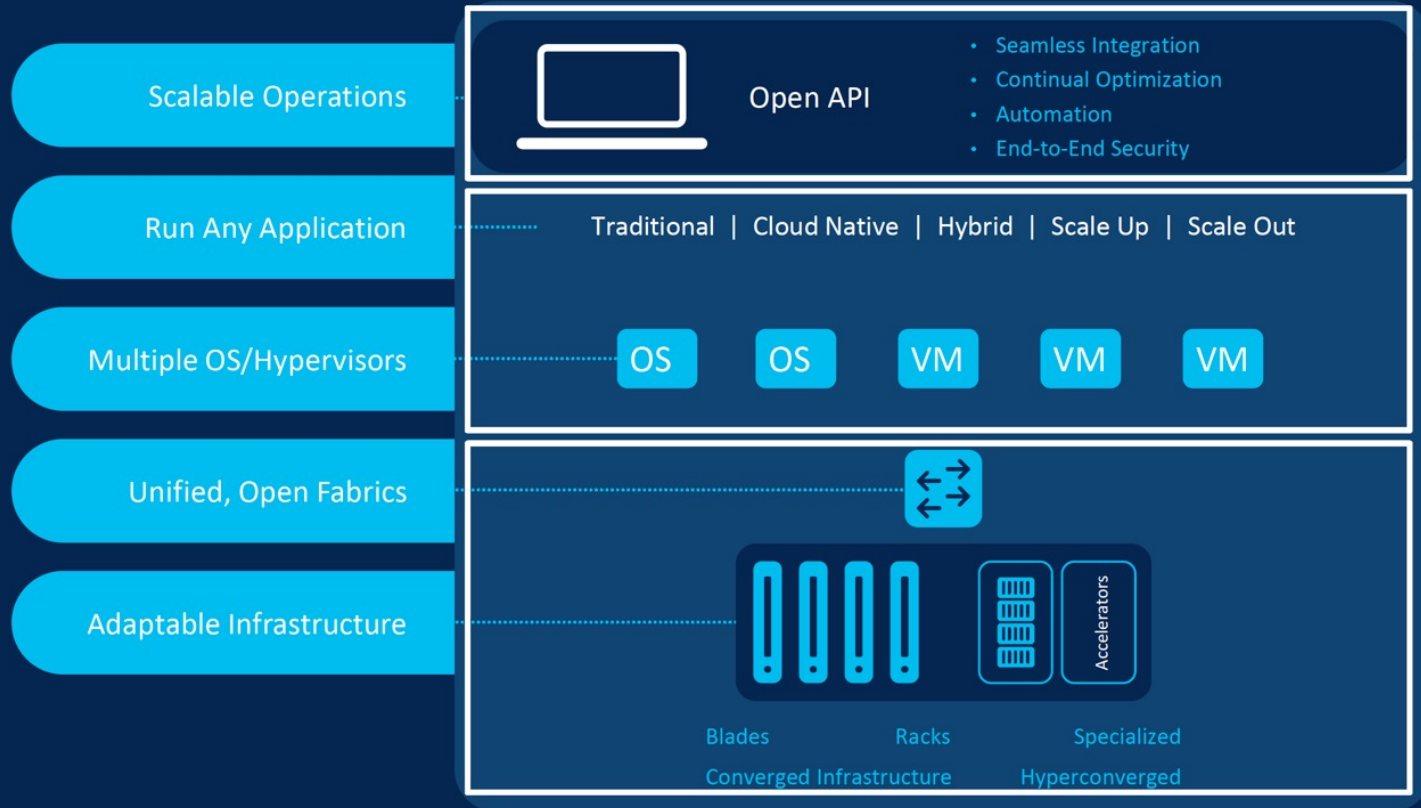 Scalable Operations
Open API
• Seamless Integration
• Continual Optimization
• Automation
• End-to-End Security
Run Any Application
Traditional | Cloud Native | Hybrid | Scale Up | Scale Out
Multiple OS/Hypervisors
OS OS VM VM VM
Unified, Open Fabrics
Adaptable Infrastructure
Accelerators
Blades Racks Specialized
Converged Infrastructure Hyperconverged